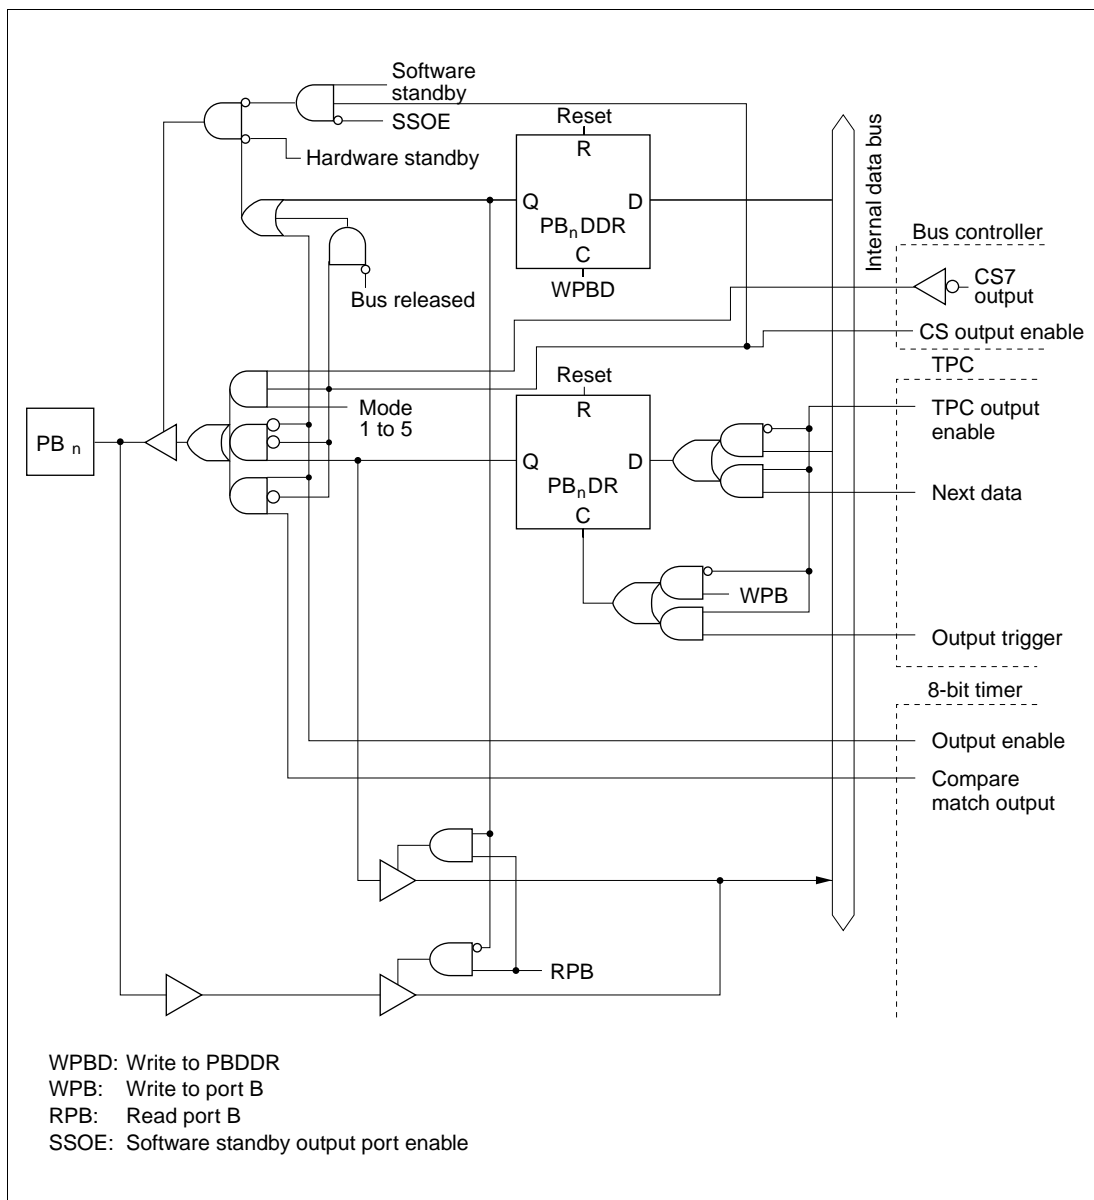 Software
standby
SSOE
Hardware standby
Reset
R
Q
D
PBnDDR
C
WPBD
Bus released
Internal data bus
Bus controller
CS7
output
CS output enable
TPC
Reset
R
Q
D
PBnDR
C
Mode
1 to 5
PB n
TPC output
enable
Next data
WPB
Output trigger
8-bit timer
Output enable
Compare
match output
RPB
WPBD: Write to PBDDR
WPB: Write to port B
RPB: Read port B
SSOE: Software standby output port enable